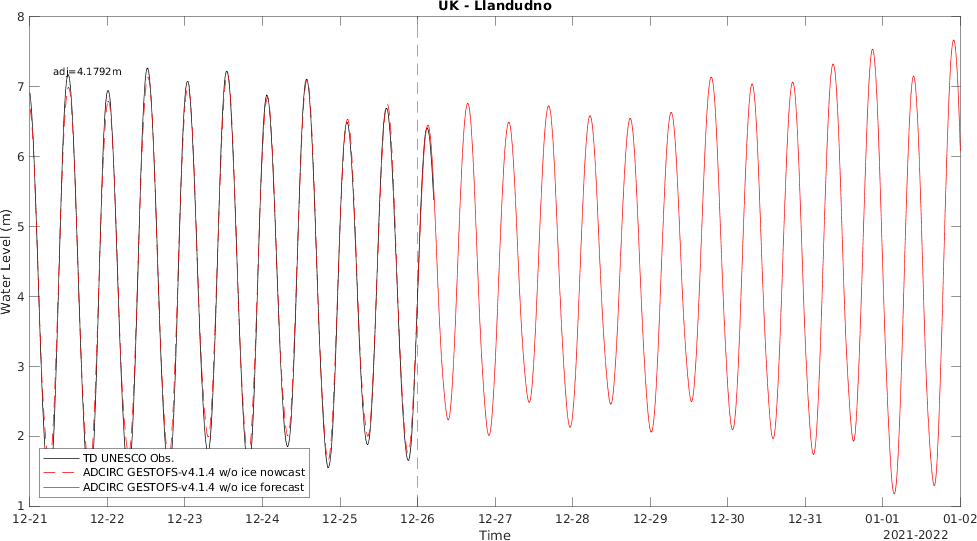 UK - Llandudno
8
7
6
5
4
3
2
1
Water Level (m)
adj=4.1792m
TD UNESCO Obs.
ADCIRC GESTOFS-v4.1.4 w/o ice nowcast
ADCIRC GESTOFS-v4.1.4 w/o ice forecast
12-21 12-22 12-23 12-24 12-25 12-26 12-27 12-28 12-29 12-30 12-31 01-01 01-02
Time
2021-2022